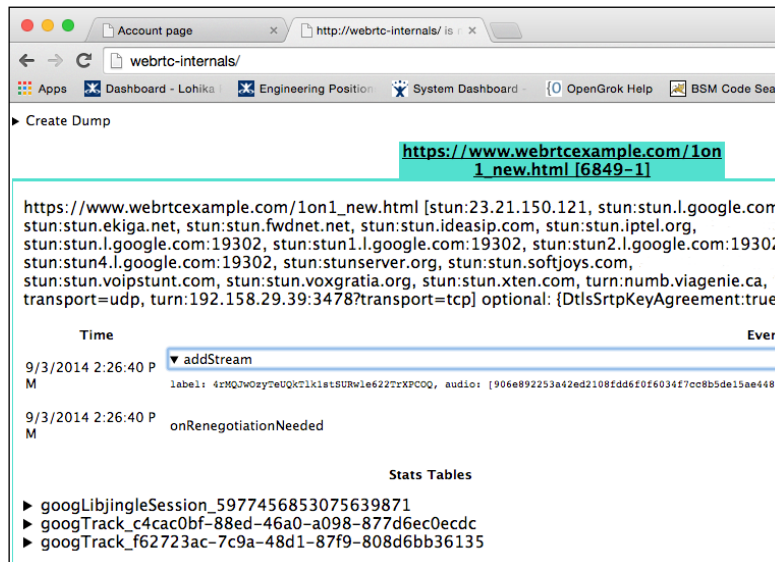 Account page
http://webrtc-internals/ is
webrtc-internals/
Apps Dashboard - Lohika Engineering Position System Dashboard - OpenGrok Help BSM Code Sea
Create Dump
https://www.webrtcexample.com/1on
1_new.html [6849-1]
https://www.webrtcexample.com/1on1_new.html [stun:23.21.150.121, stun:stun.l.google.com
stun:stun.ekiga.net, stun:stun.fwdnet.net, stun:stun.ideasip.com, stun:stun.iptel.org,
stun:stun.l.google.com:19302, stun:stun1.l.google.com:19302, stun:stun2.l.google.com:19302
stun:stun4.l.google.com:19302, stun:stunserver.org, stun:stun.softjoys.com,
stun:stun.voipstunt.com, stun:stun.voxgratia.org, stun:stun.xten.com, turn:numb.viagenie.ca,
transport=udp, turn:192.158.29.39:3478?transport=tcp] optional: {DtlsSrtpKeyAgreement:true
Time Ever
9/3/2014 2:26:40 P
M
addStream
label: 4rMQJwOzyTeUQkTlk1stSURwle622TrXPCOQ, audio: [906e892253a42ed2108fdd6f0f6034f7cc8b5de15ae448
9/3/2014 2:26:40 P
M
onRenegotiationNeeded
Stats Tables
googLibjingleSession_5977456853075639871
googTrack_c4cac0bf-88ed-46a0-a098-877d6ec0ecdc
googTrack_f62723ac-7c9a-48d1-87f9-808d6bb36135